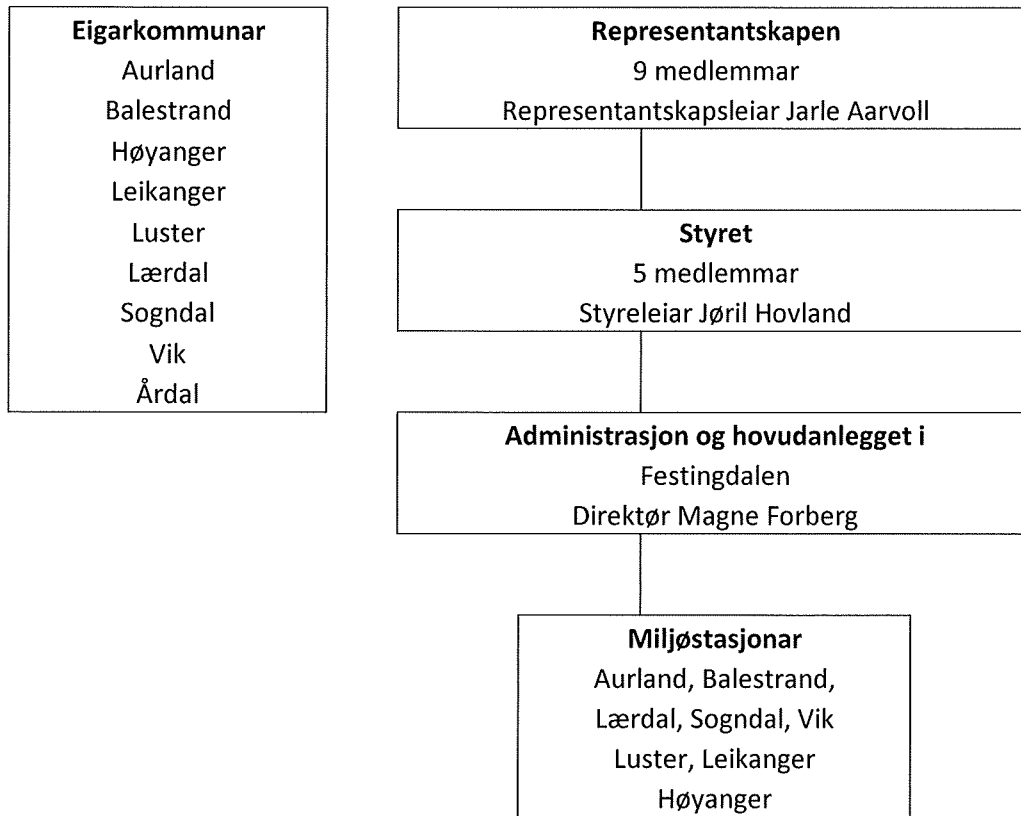 Eigarkommunar
Aurland
Balestrand
Høyanger
Leikanger
Luster
Lærdal
Sogndal
Vik
Årdal
Representantskapen
9 medlemmar
Representantskapsleiar Jarle Aarvoll
Styret
5 medlemmar
Styreleiar Jøril Hovland
Administrasjon og hovudanlegget i
Festingdalen
Direktør Magne Forberg
Miljøstasjonar
Aurland, Balestrand,
Lærdal, Sogndal, Vik
Luster, Leikanger
Høyanger